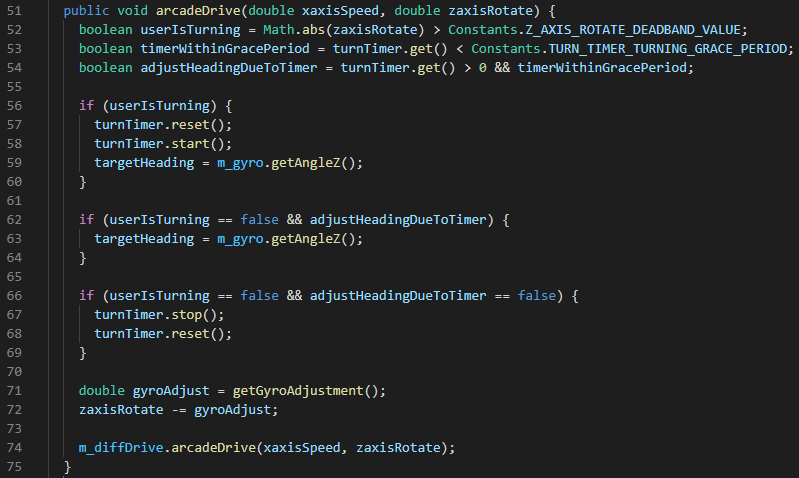 51 public void arcadeDrive(double xaxisSpeed, double zaxisRotate) {
52 boolean userIsTurning = Math.abs(zaxisRotate) > Constants.Z_AXIS_ROTATE_DEADBAND_VALUE;
53 boolean timerWithinGracePeriod = turnTimer.get() < Constants.TURN_TIMER_TURNING_GRACE_PERIOD;
54 boolean adjustHeadingDueToTimer = turnTimer.get() > 0 && timerWithinGracePeriod;
55
56 if (userIsTurning) {
57 turnTimer.reset();
58 turnTimer.start();
59 targetHeading = m_gyro.getAngleZ();
60 }
61
62 if (userIsTurning == false && adjustHeadingDueToTimer) {
63 targetHeading = m_gyro.getAngleZ();
64 }
65
66 if (userIsTurning == false && adjustHeadingDueToTimer == false) {
67 turnTimer.stop();
68 turnTimer.reset();
69 }
70
71 double gyroAdjust = getGyroAdjustment();
72 zaxisRotate -= gyroAdjust;
73
74 m_diffDrive.arcadeDrive(xaxisSpeed, zaxisRotate);
75 }